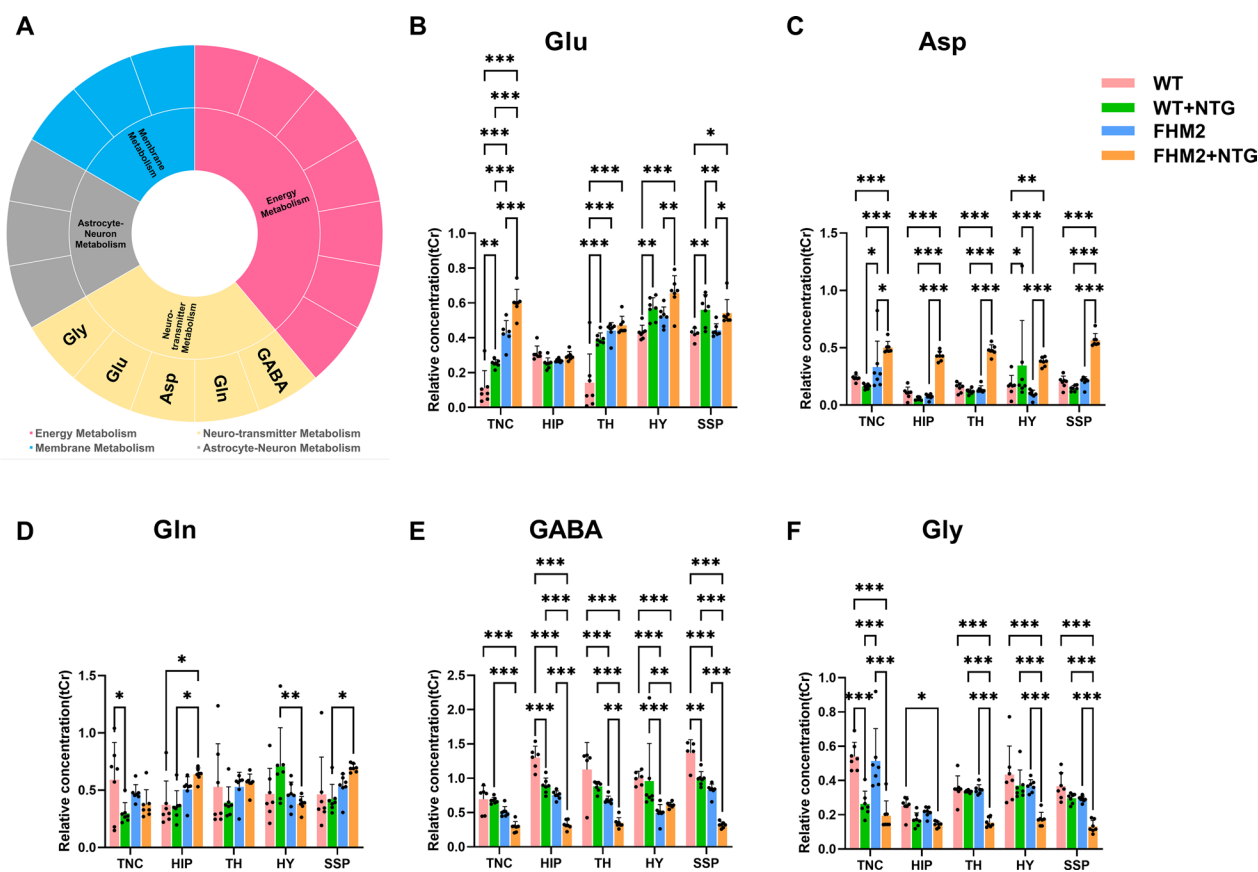 A
Membrane
Metabolism
Energy
Metabolism
Astrocyte-
Neuron
Metabolism
Neuro-
transmitter
Metabolism
Gly
Glu
Asp
Gln
GABA
Energy Metabolism
Neuro-transmitter Metabolism
Membrane Metabolism
Astrocyte-Neuron Metabolism
B
Glu
Relative concentration(tCr)
1.0
0.8
0.6
0.4
0.2
0.0
TNC HIP TH HY SSP
*** *** *** *** *** ** *** *** *** *** *** ** ** * ** * **
C
Asp
Relative concentration(tCr)
1.5
1.0
0.5
0.0
TNC HIP TH HY SSP
*** *** * * *** *** *** *** *** *** ** *** * *** *** *** ***
WT
WT+NTG
FHM2
FHM2+NTG
D
Gln
Relative concentration(tCr)
1.5
1.0
0.5
0.0
TNC HIP TH HY SSP
* * * ** *
E
GABA
Relative concentration(tCr)
2.5
2.0
1.5
1.0
0.5
0.0
TNC HIP TH HY SSP
*** *** *** *** *** *** *** *** *** *** ** *** *** ** *** *** *** *** *** **
F
Gly
Relative concentration(tCr)
1.0
0.8
0.6
0.4
0.2
0.0
TNC HIP TH HY SSP
*** *** *** *** * *** *** *** *** *** *** *** *** ***